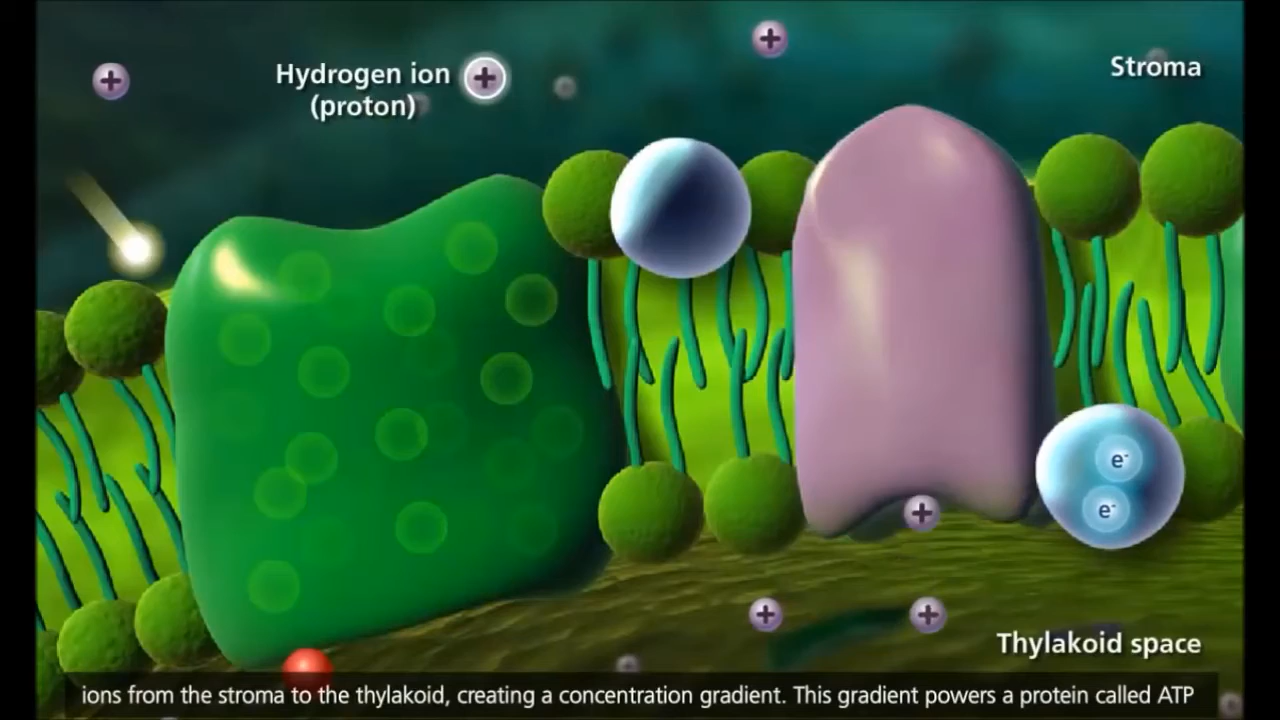 Hydrogen ion +
(proton)
+
+
Stroma
e-
e-
+
+
+
Thylakoid space
ions from the stroma to the thylakoid, creating a concentration gradient. This gradient powers a protein called ATP